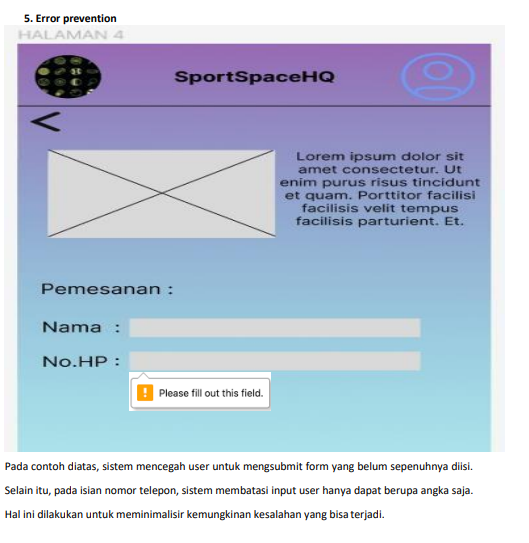 5. Error prevention
HALAMAN 4
SportSpaceHQ
<
Lorem ipsum dolor sit
amet consectetur. Ut
enim purus risus tincidunt
et quam. Porttitor facilisi
facilisis velit tempus
facilisis parturient. Et.
Pemesanan :
Nama :
No.HP :
! Please fill out this field.
Pada contoh diatas, sistem mencegah user untuk mengsubmit form yang belum sepenuhnya diisi.
Selain itu, pada isian nomor telepon, sistem membatasi input user hanya dapat berupa angka saja.
Hal ini dilakukan untuk meminimalisir kemungkinan kesalahan yang bisa terjadi.